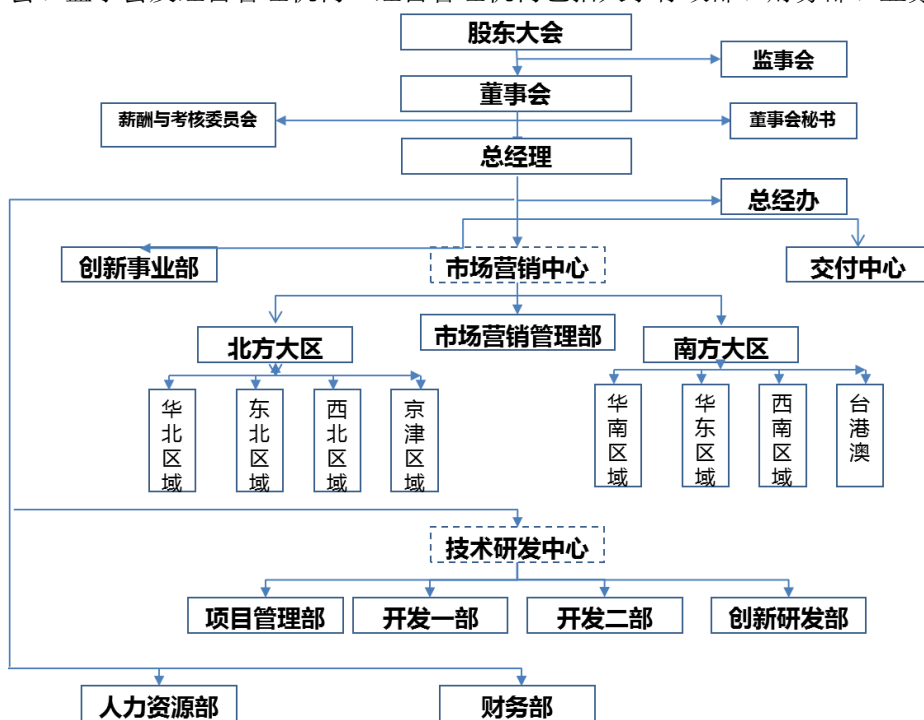 股东大会
监事会
董事会
薪酬与考核委员会
董事会秘书
总经理
总经办
创新事业部
市场营销中心
交付中心
市场营销管理部
北方大区
南方大区
华北区域
东北区域
西北区域
京津区域
华南区域
华东区域
西南区域
台港澳
技术研发中心
项目管理部
开发一部
开发二部
创新研发部
人力资源部
财务部